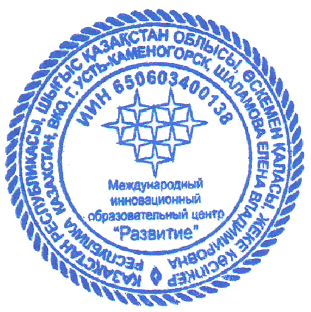 ҚАЗАҚСТАН РЕСПУБЛИКАСЫ, ШЫҒЫС ҚАЗАҚСТАН ОБЛЫСЫ, ӨСКЕМЕН ҚАЛАСЫ, ЖЕКЕ КӘСІПКЕР
РЕСПУБЛИКА КАЗАХСТАН, ВКО, Г. УСТЬ-КАМЕНОГОРСК, ШАЛАМОВА ЕЛЕНА ВЛАДИМИРОВНА
ИИН 650603400138
Международный
инновационный
образовательный центр
"Развитие"